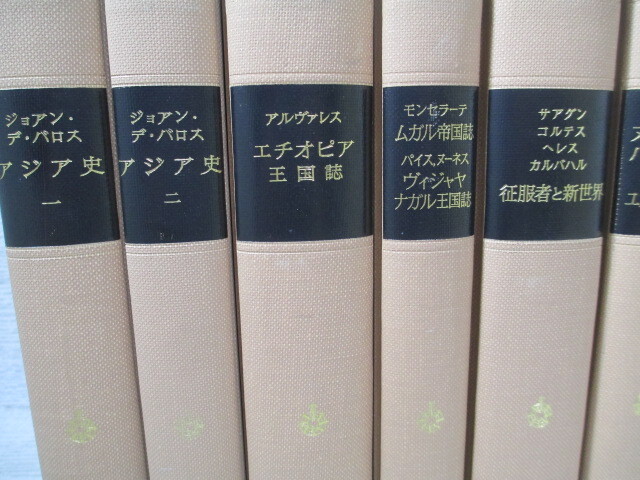 ジョアン・
デ・バロス
アジア史
一
ジョアン・
デ・バロス
アジア史
二
アルヴァレス
エチオピア
王国誌
モンセラーテ
ムガル帝国誌
パイス,ヌーネス
ヴィジャヤ
ナガル王国誌
サアグン
コルテス
ヘレス
カルバハル
征服者と新世界